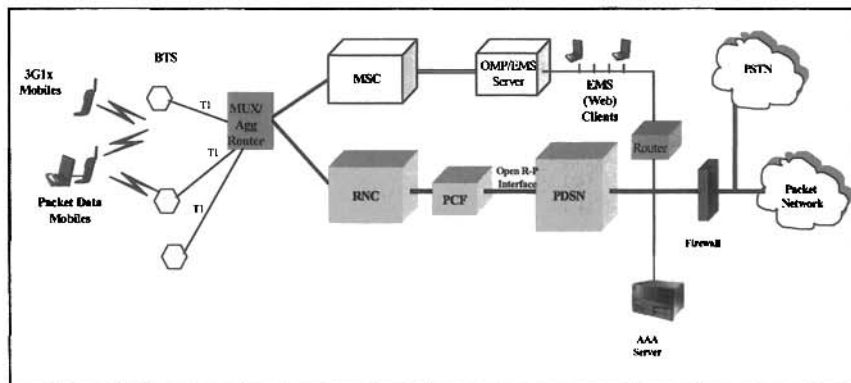 3G1x
Mobiles
BTS
T1
T1
T1
Packet Data
Mobiles
MUX/
Agg
Router
MSC
OMP/EMS
Server
EMS
(Web)
Clients
PSTN
Router
RNC
PCF
Open R-P
Interface
PDSN
Firewall
Packet
Network
AAA
Server